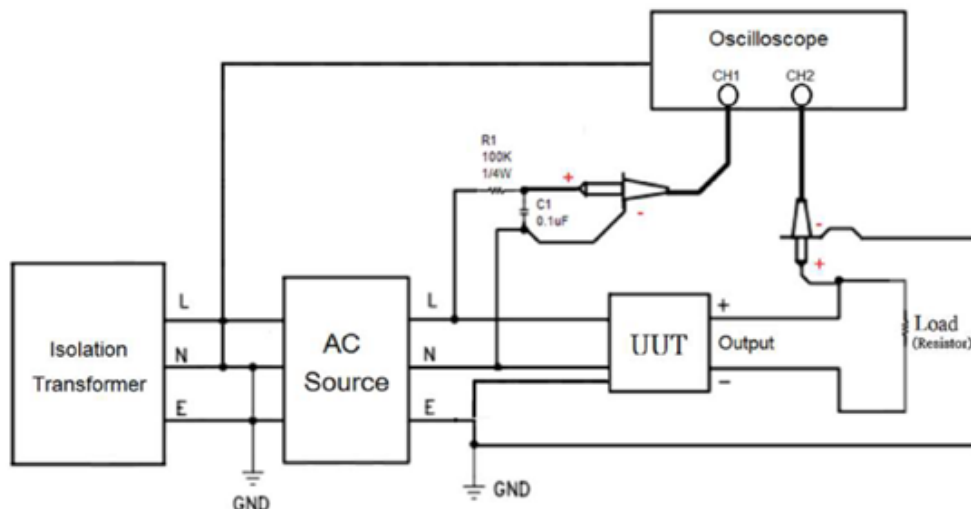 Oscilloscope
CH1
CH2
R1
100K
1/4W
+
-
C1
0.1uF
-
+
L
N
E
Isolation
Transformer
AC
Source
L
N
E
UUT
+
Output
−
Load
(Resistor)
GND
GND